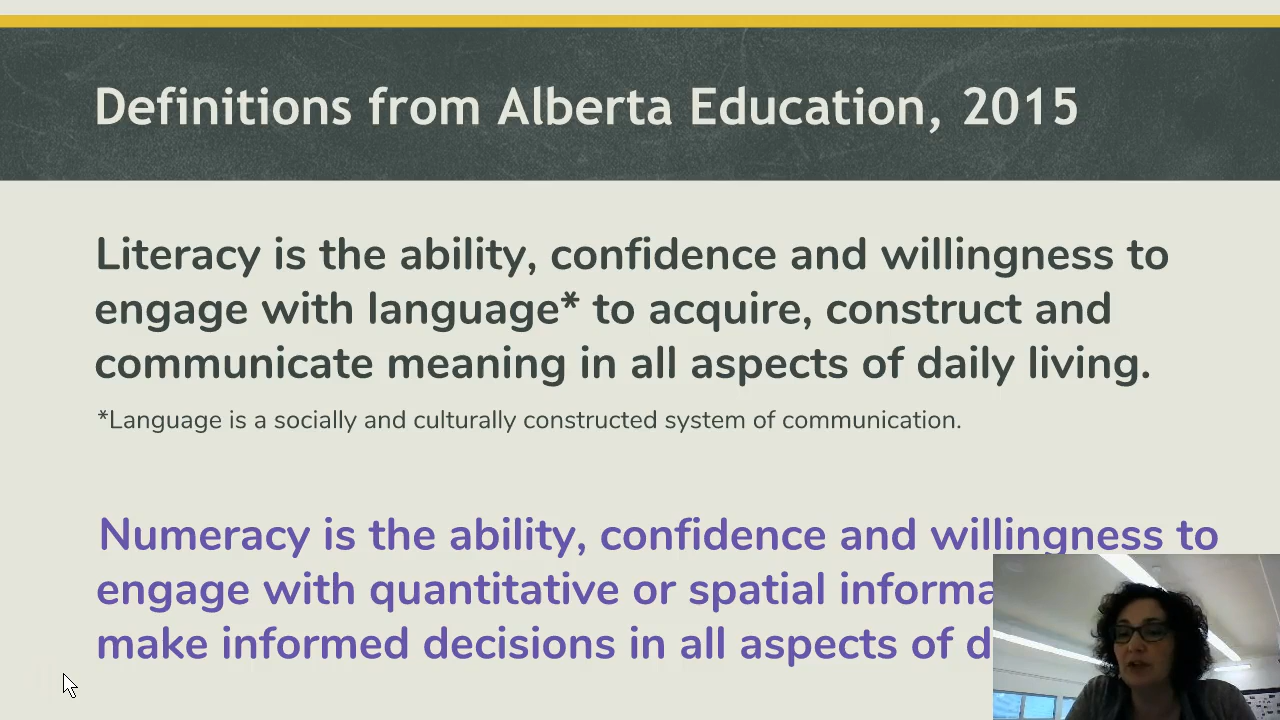 Definitions from Alberta Education, 2015
Literacy is the ability, confidence and willingness to
engage with language* to acquire, construct and
communicate meaning in all aspects of daily living.
*Language is a socially and culturally constructed system of communication.
Numeracy is the ability, confidence and willingness to
engage with quantitative or spatial
make informed decisions in all aspects of